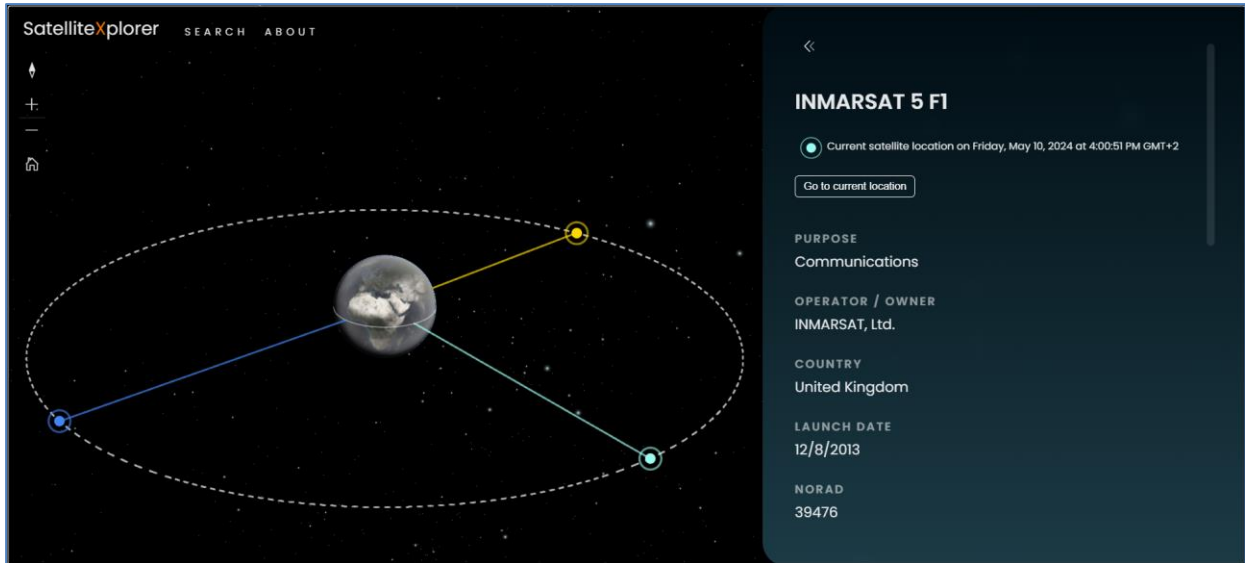 SatelliteXplorer SEARCH ABOUT
INMARSAT 5 F1
Current satellite location on Friday, May 10, 2024 at 4:00:51 PM GMT+2
Go to current location
PURPOSE
Communications
OPERATOR / OWNER
INMARSAT, Ltd.
COUNTRY
United Kingdom
LAUNCH DATE
12/8/2013
NORAD
39476